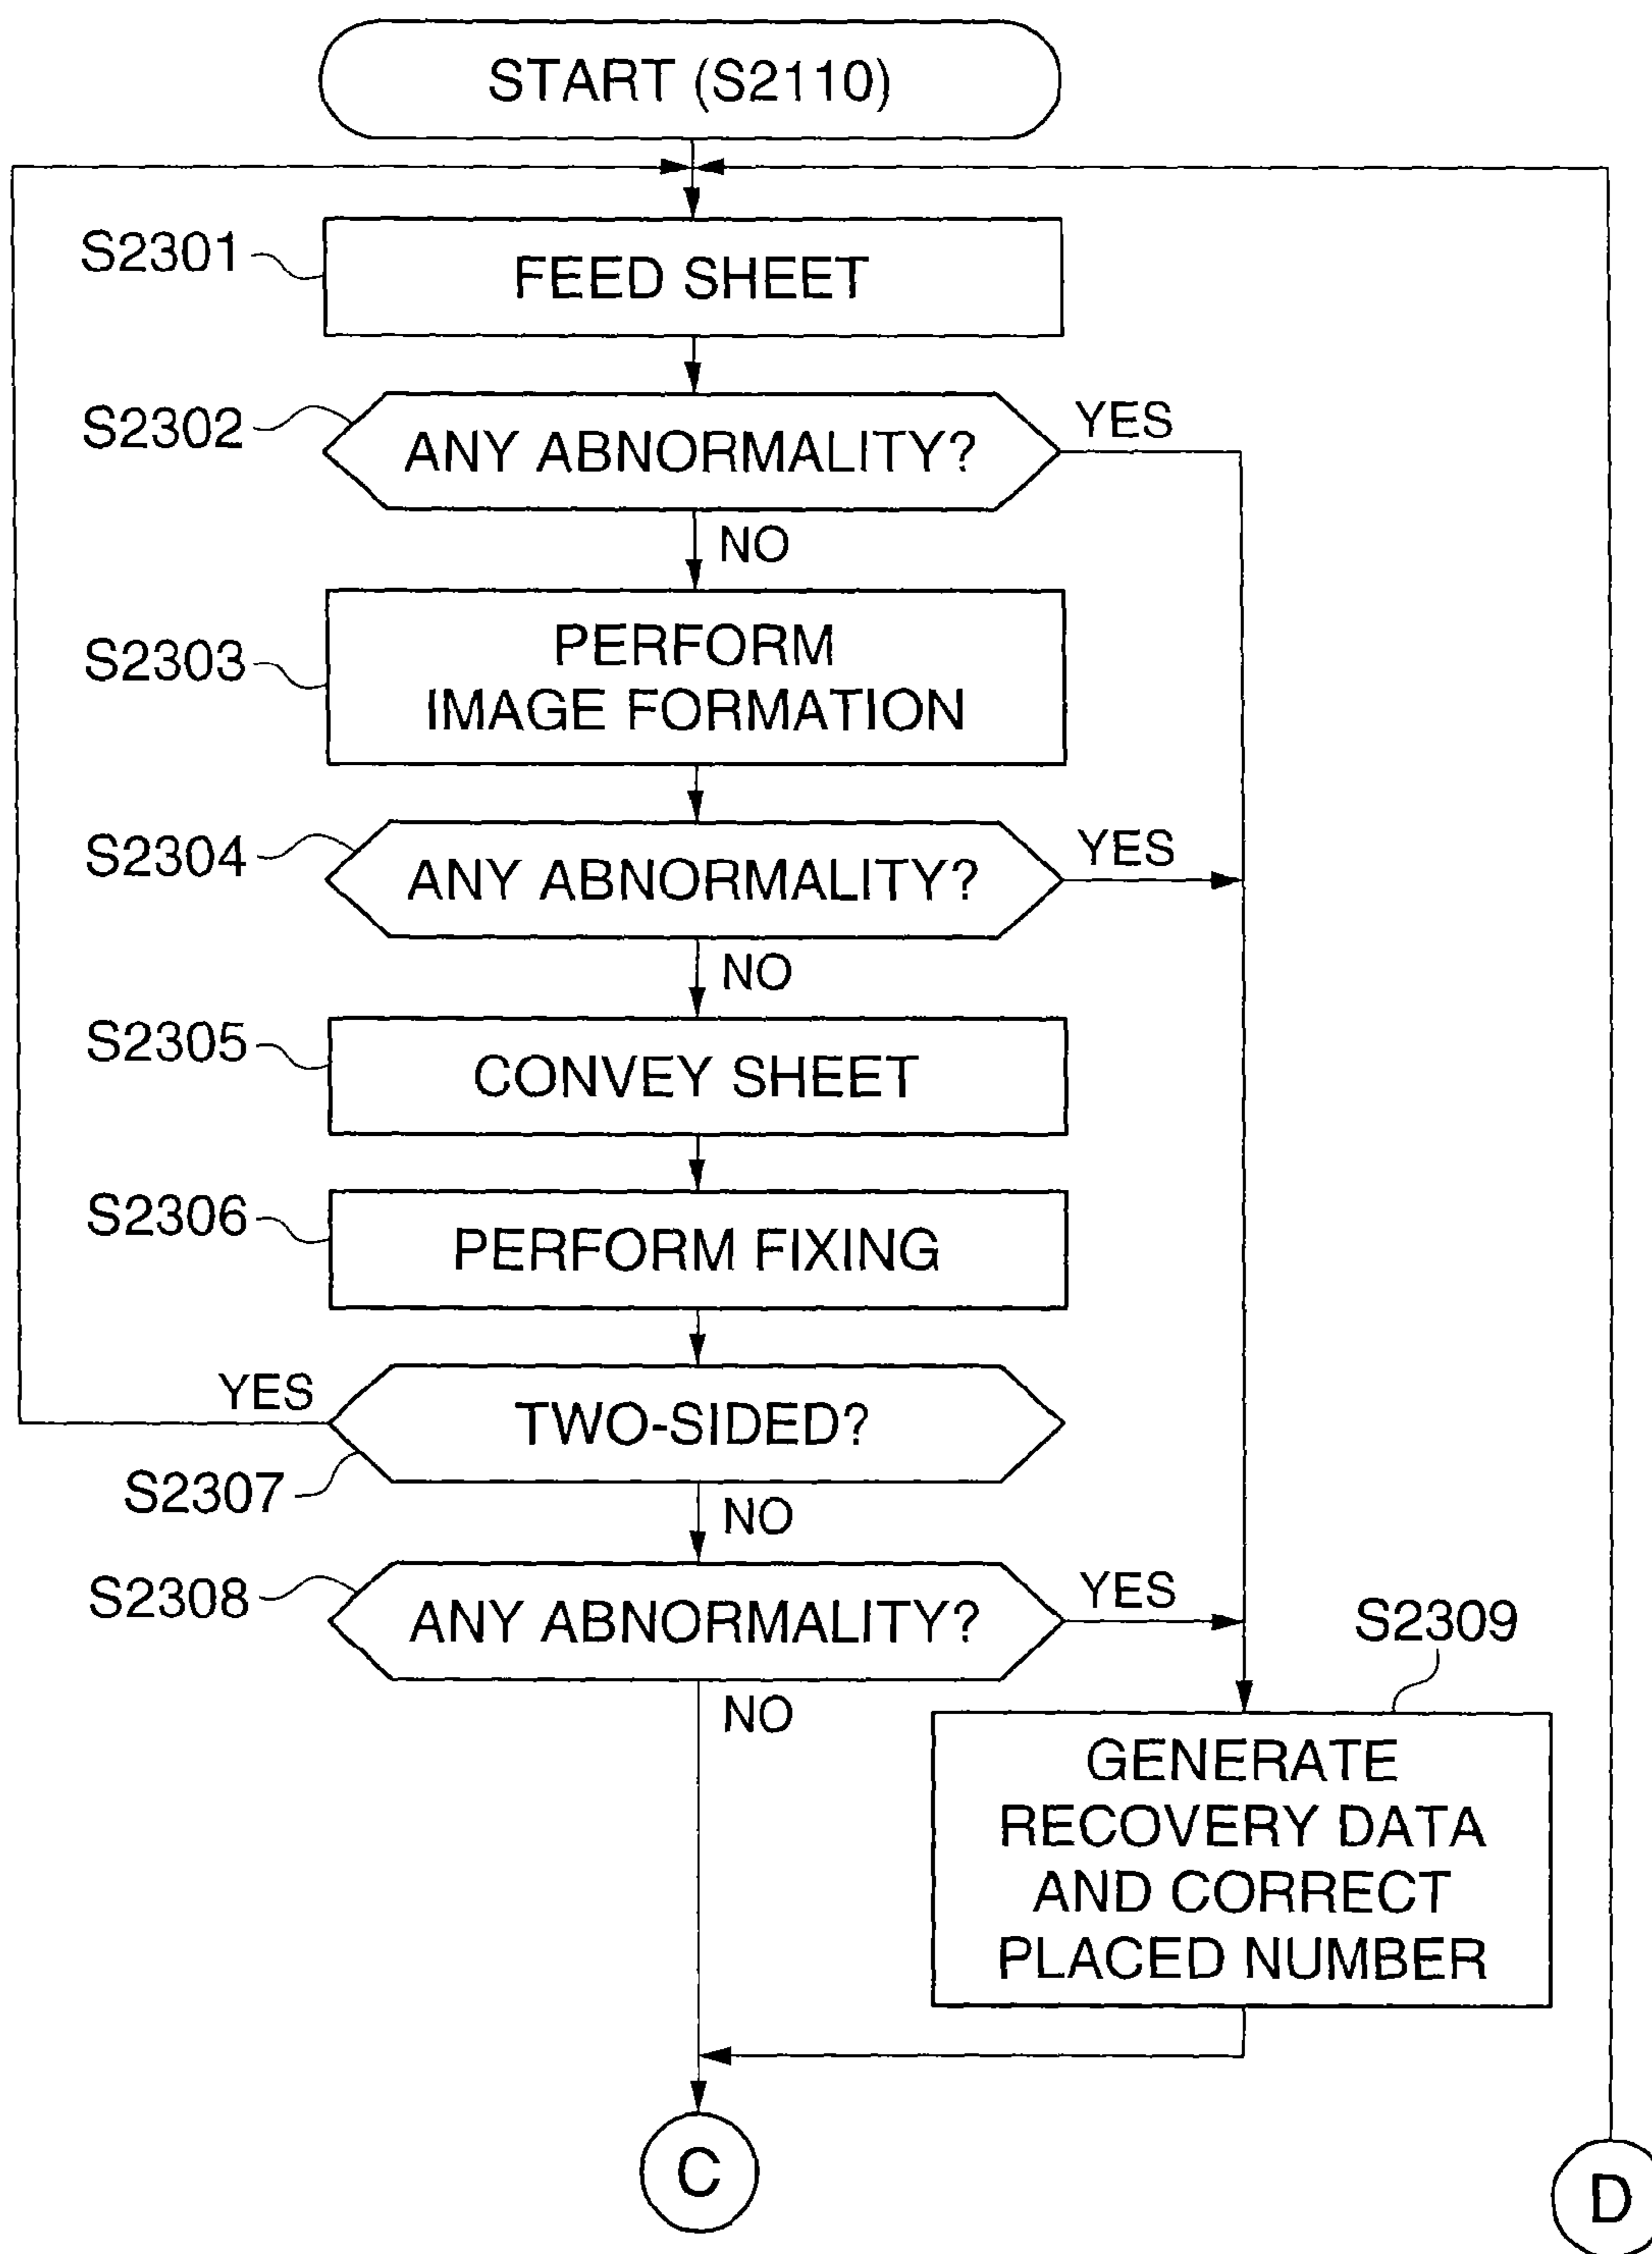 START (S2110)
S2301
FEED SHEET
S2302
ANY ABNORMALITY?
YES
NO
S2303
PERFORM
IMAGE FORMATION
S2304
ANY ABNORMALITY?
YES
NO
S2305
CONVEY SHEET
S2306
PERFORM FIXING
YES
TWO-SIDED?
S2307
NO
S2308
ANY ABNORMALITY?
YES
S2309
NO
GENERATE
RECOVERY DATA
AND CORRECT
PLACED NUMBER
C
D